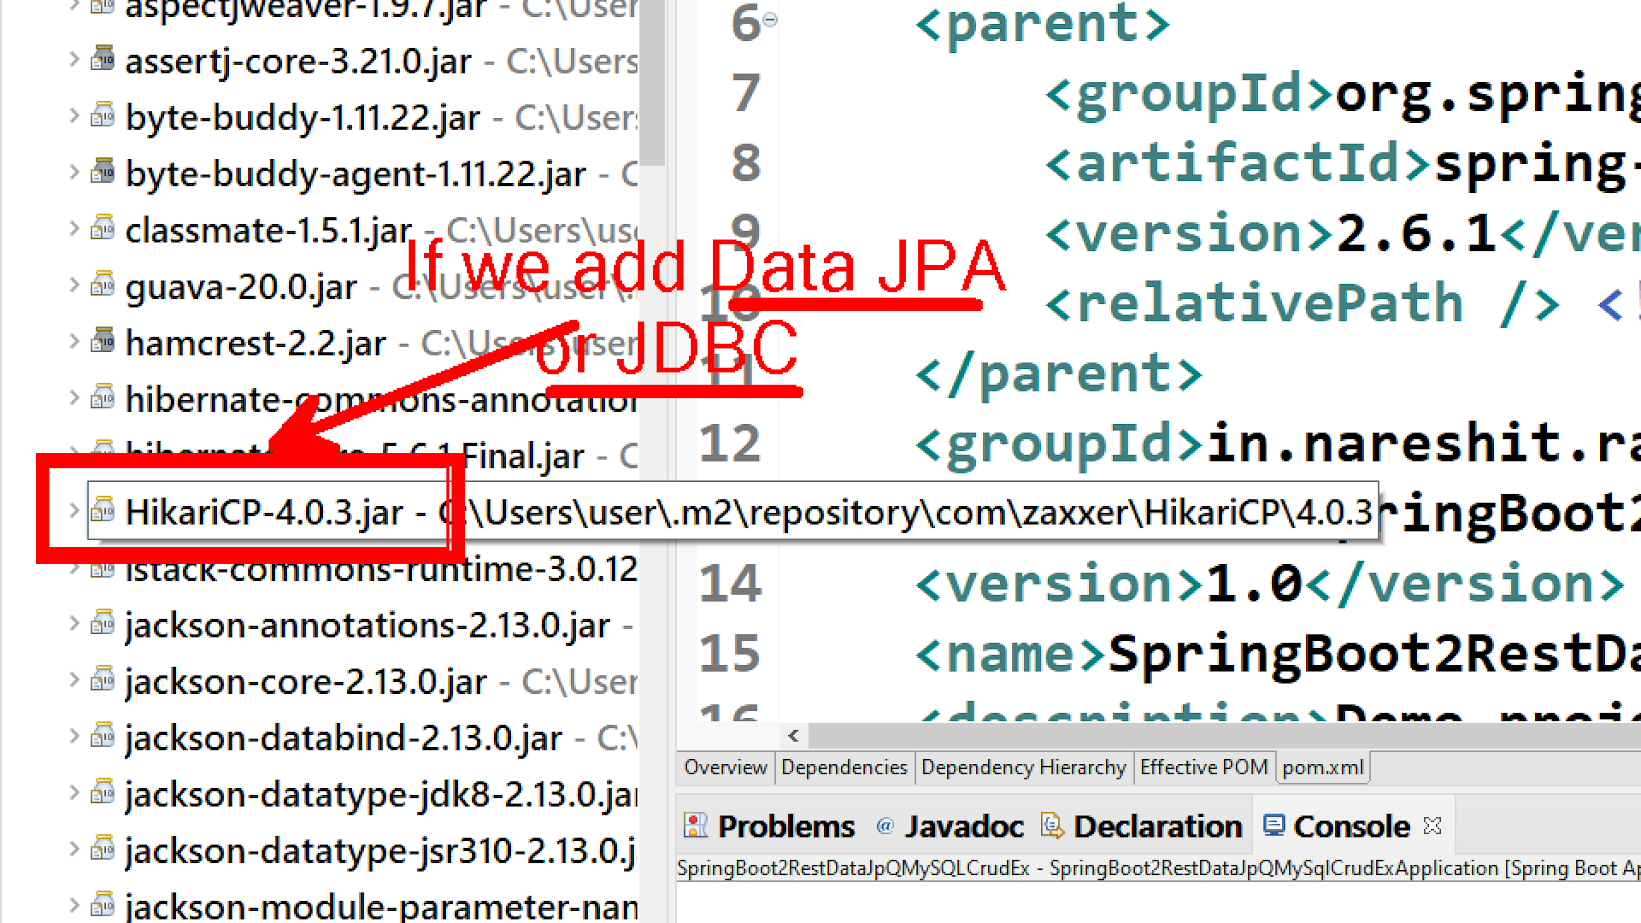 aspectjweaver-1.9.7.jar - C:\User
assertj-core-3.21.0.jar - C:\Users
byte-buddy-1.11.22.jar - C:\Users
byte-buddy-agent-1.11.22.jar - C
classmate-1.5.1.jar - C:\Users\use
guava-20.0.jar - C:\Users\user\.
hamcrest-2.2.jar - C:\Users\user
hibernate-commons-annotation
hibernate-core-5.6.1.Final.jar - C
HikariCP-4.0.3.jar - C:\Users\user\.m2\repository\com\zaxxer\HikariCP\4.0.3
istack-commons-runtime-3.0.12
jackson-annotations-2.13.0.jar -
jackson-core-2.13.0.jar - C:\User
jackson-databind-2.13.0.jar - C:\
jackson-datatype-jdk8-2.13.0.jar
jackson-datatype-jsr310-2.13.0.j
jackson-module-parameter-nam
If we add Data JPA
or JDBC
6 <parent>
7 <groupId>org.spring
8 <artifactId>spring-
9 <version>2.6.1</ver
10 <relativePath /> <!
11 </parent>
12 <groupId>in.nareshit.ra
ringBoot2
14 <version>1.0</version>
15 <name>SpringBoot2RestDa
16 <description>Demo proje
Overview Dependencies Dependency Hierarchy Effective POM pom.xml
Problems @ Javadoc Declaration Console
SpringBoot2RestDataJpQMySQLCrudEx - SpringBoot2RestDataJpQMySqlCrudExApplication [Spring Boot Ap